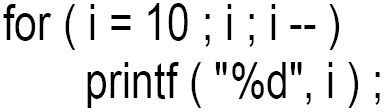 for ( i = 10 ; i ; i -- )
printf ( "%d", i ) ;